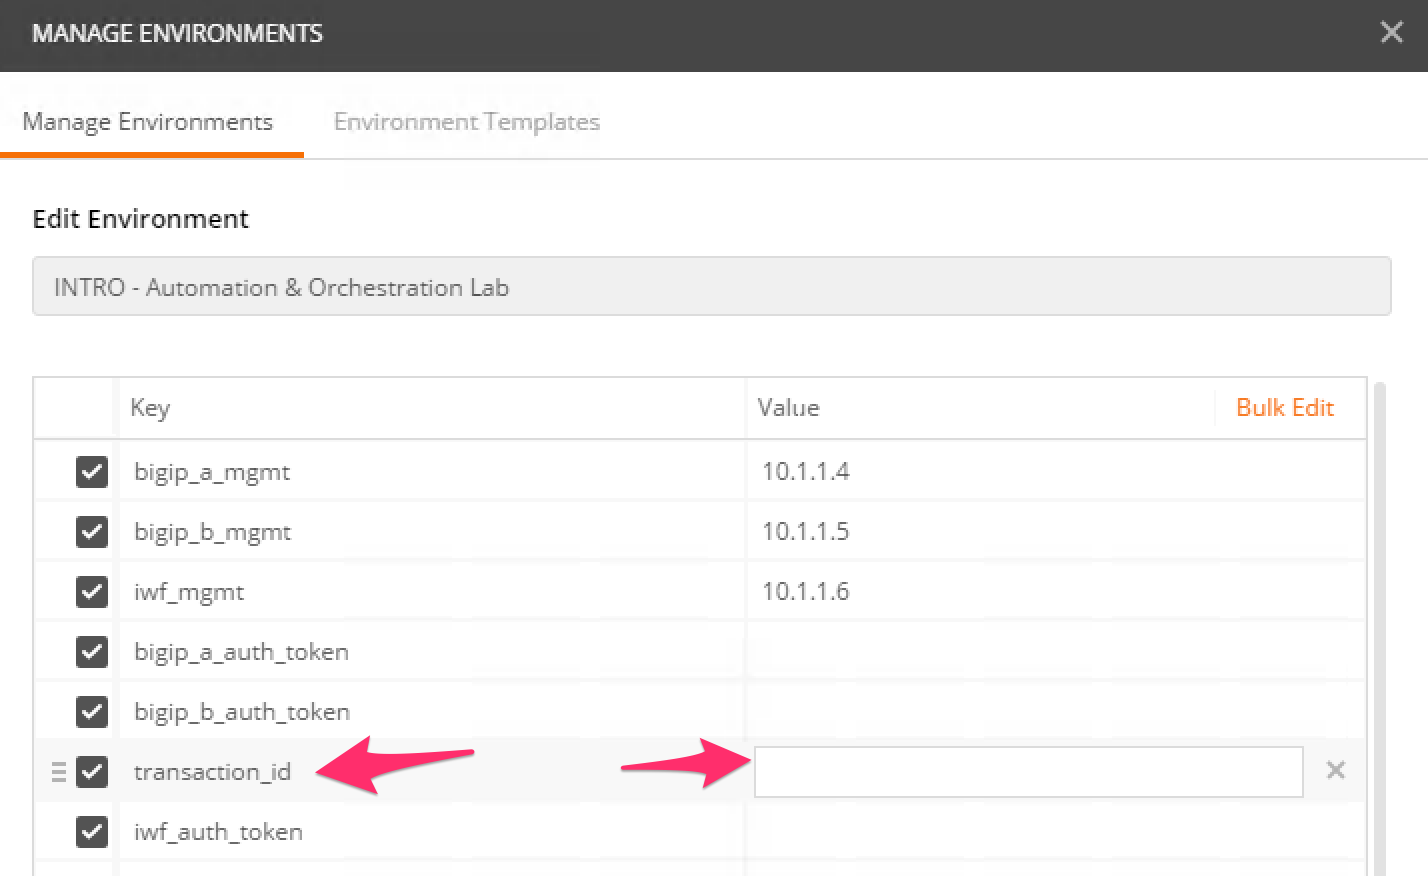 MANAGE ENVIRONMENTS
Manage Environments Environment Templates
Edit Environment
INTRO - Automation & Orchestration Lab
Key Value Bulk Edit
bigip_a_mgmt 10.1.1.4
bigip_b_mgmt 10.1.1.5
iwf_mgmt 10.1.1.6
bigip_a_auth_token
bigip_b_auth_token
transaction_id
iwf_auth_token